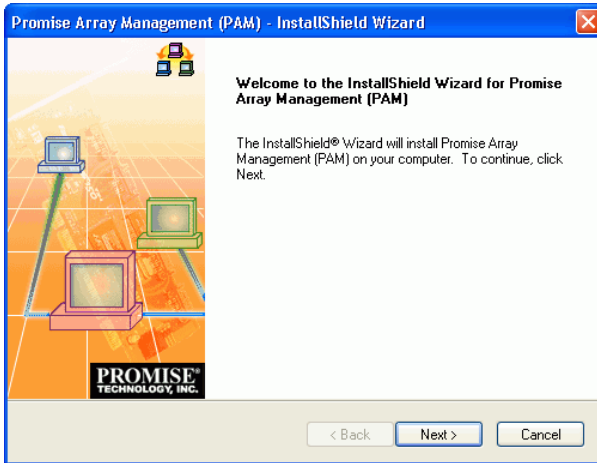 Promise Array Management (PAM) - InstallShield Wizard
Welcome to the InstallShield Wizard for Promise
Array Management (PAM)
The InstallShield® Wizard will install Promise Array
Management (PAM) on your computer. To continue, click
Next.
PROMISE®
TECHNOLOGY, INC.
< Back
Next >
Cancel